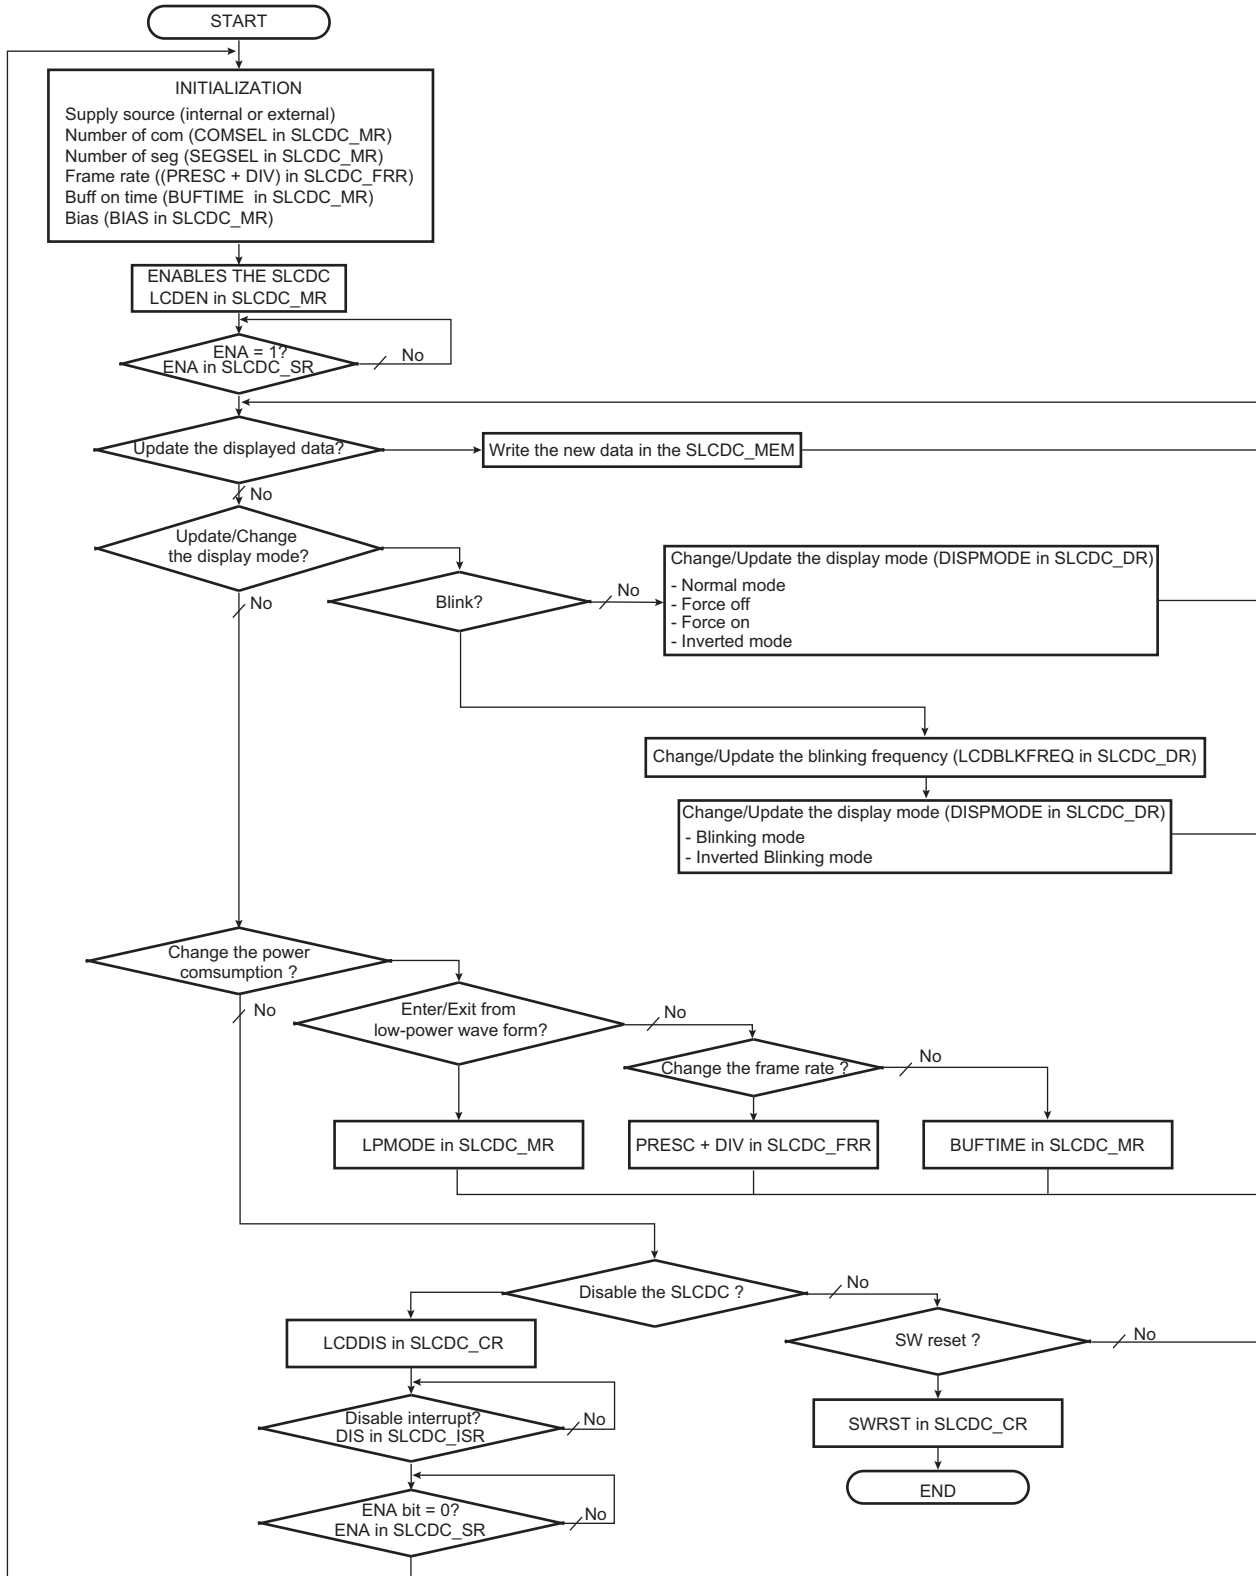 START
INITIALIZATION
Supply source (internal or external)
Number of com (COMSEL in SLCDC_MR)
Number of seg (SEGSEL in SLCDC_MR)
Frame rate ((PRESC + DIV) in SLCDC_FRR)
Buff on time (BUFTIME in SLCDC_MR)
Bias (BIAS in SLCDC_MR)
ENABLES THE SLCDC
LCDEN in SLCDC_MR
ENA = 1?
ENA in SLCDC_SR
No
Update the displayed data?
Write the new data in the SLCDC_MEM
No
Update/Change
the display mode?
No
Blink?
No
Change/Update the display mode (DISPMODE in SLCDC_DR)
- Normal mode
- Force off
- Force on
- Inverted mode
Change/Update the blinking frequency (LCDBLKFREQ in SLCDC_DR)
Change/Update the display mode (DISPMODE in SLCDC_DR)
- Blinking mode
- Inverted Blinking mode
Change the power
comsumption ?
No
Enter/Exit from
low-power wave form?
No
Change the frame rate ?
No
LPMODE in SLCDC_MR
PRESC + DIV in SLCDC_FRR
BUFTIME in SLCDC_MR
Disable the SLCDC ?
No
LCDDIS in SLCDC_CR
SW reset ?
No
Disable interrupt?
DIS in SLCDC_ISR
No
SWRST in SLCDC_CR
END
ENA bit = 0?
ENA in SLCDC_SR
No